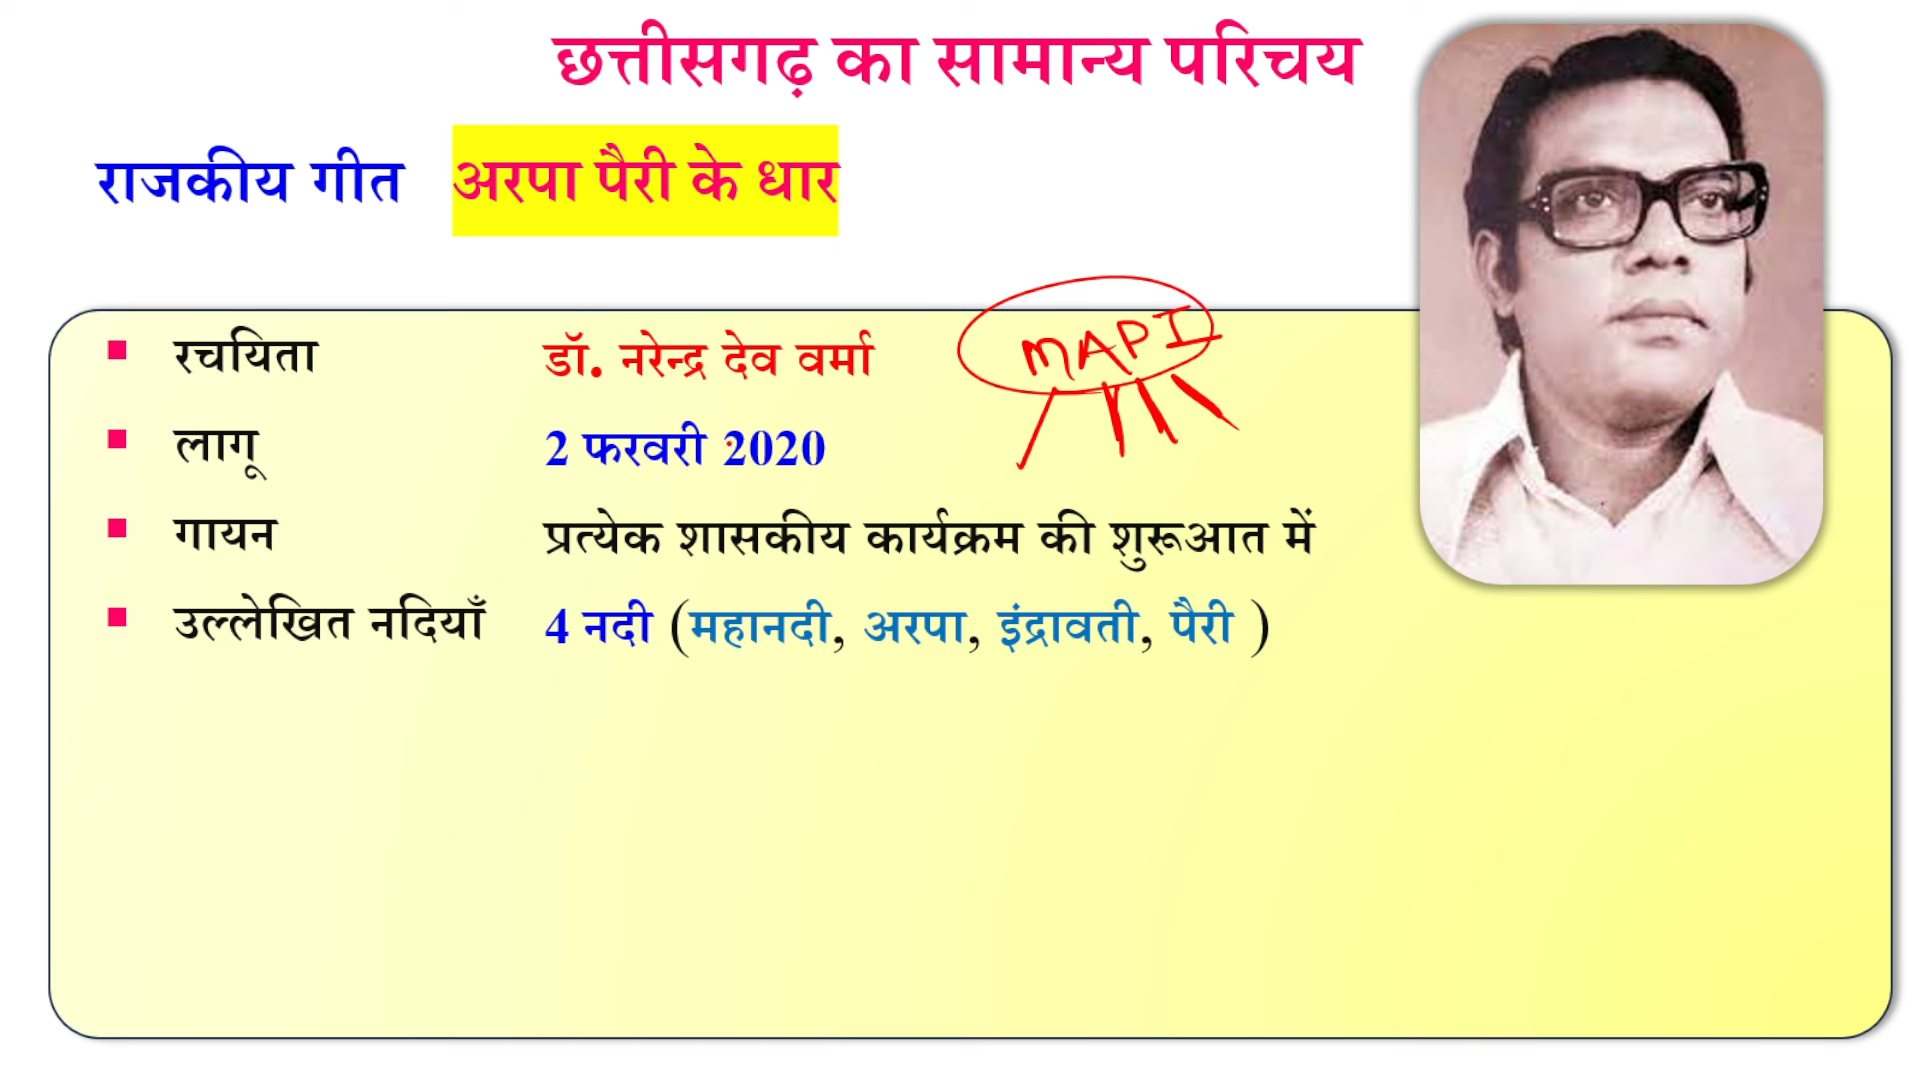 छत्तीसगढ़ का सामान्य परिचय
राजकीय गीत अरपा पैरी के धार
MAPI
▪ रचयिता डॉ. नरेन्द्र देव वर्मा
▪ लागू 2 फरवरी 2020
▪ गायन प्रत्येक शासकीय कार्यक्रम की शुरूआत में
▪ उल्लेखित नदियाँ 4 नदी (महानदी, अरपा, इंद्रावती, पैरी )